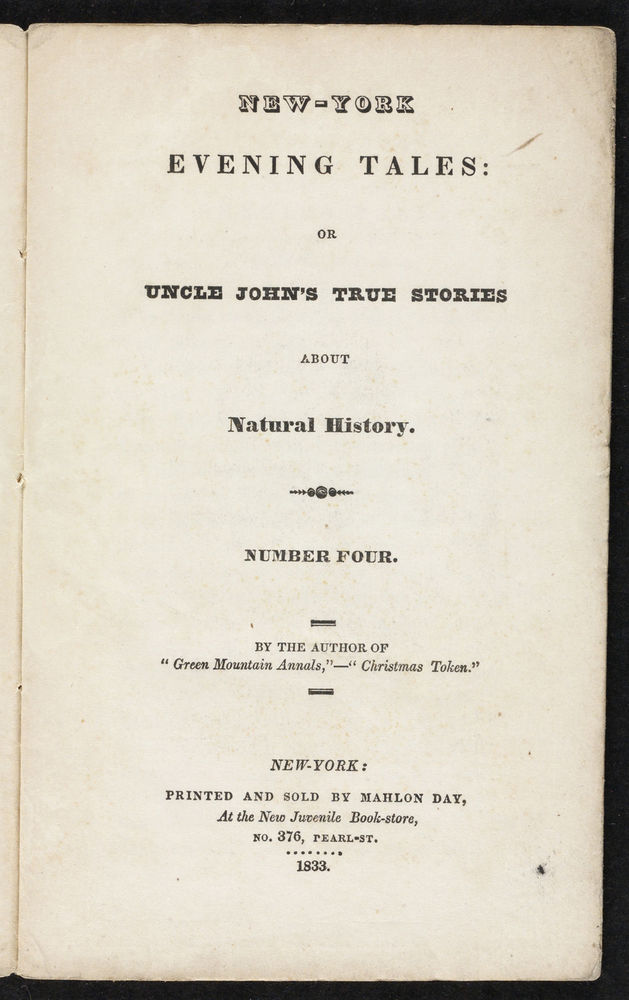 NEW-YORK
EVENING TALES:
OR
UNCLE JOHN'S TRUE STORIES
ABOUT
Natural History.
NUMBER FOUR.
BY THE AUTHOR OF
" Green Mountain Annals,"—" Christmas Token."
NEW-YORK:
PRINTED AND SOLD BY MAHLON DAY,
At the New Juvenile Book-store,
NO. 376, PEARL-ST.
1833.